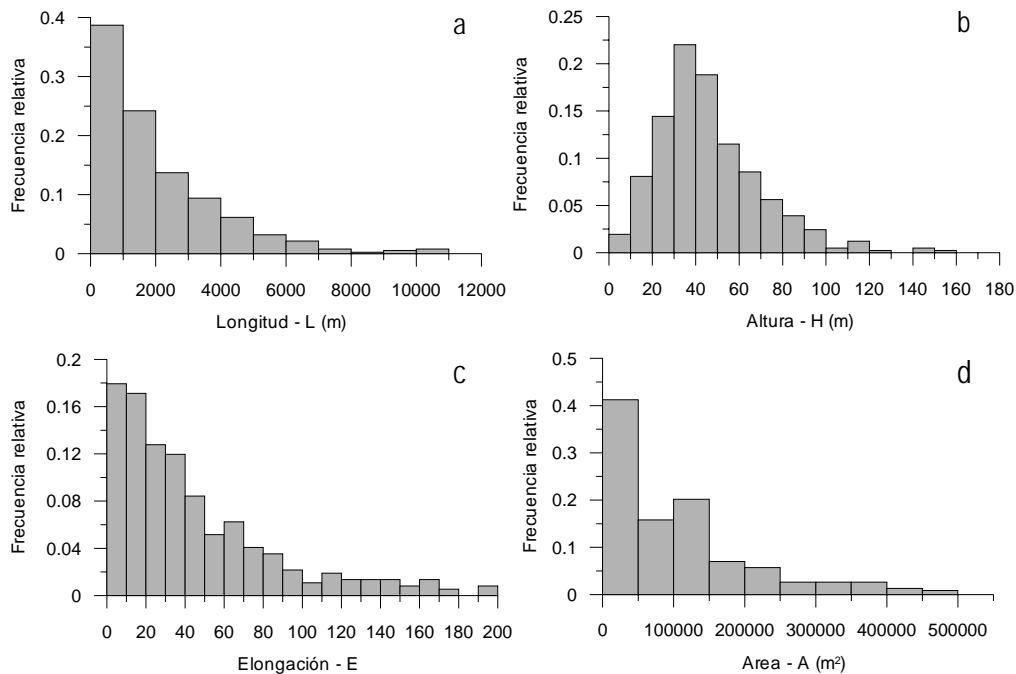 a
Frecuencia relativa
0.4
0.3
0.2
0.1
0
0 2000 4000 6000 8000 10000 12000
Longitud - L (m)
b
Frecuencia relativa
0.25
0.2
0.15
0.1
0.05
0
0 20 40 60 80 100 120 140 160 180
Altura - H (m)
c
Frecuencia relativa
0.2
0.16
0.12
0.08
0.04
0
0 20 40 60 80 100 120 140 160 180 200
Elongación - E
d
Frecuencia relativa
0.5
0.4
0.3
0.2
0.1
0
0 100000 200000 300000 400000 500000
Area - A (m²)